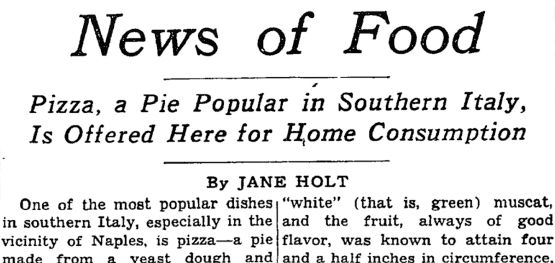 News of Food
Pizza, a Pie Popular in Southern Italy,
Is Offered Here for Home Consumption
By JANE HOLT
One of the most popular dishes
in southern Italy, especially in the
vicinity of Naples, is pizza—a pie
made from a yeast dough and
"white" (that is, green) muscat,
and the fruit, always of good
flavor, was known to attain four
and a half inches in circumference.